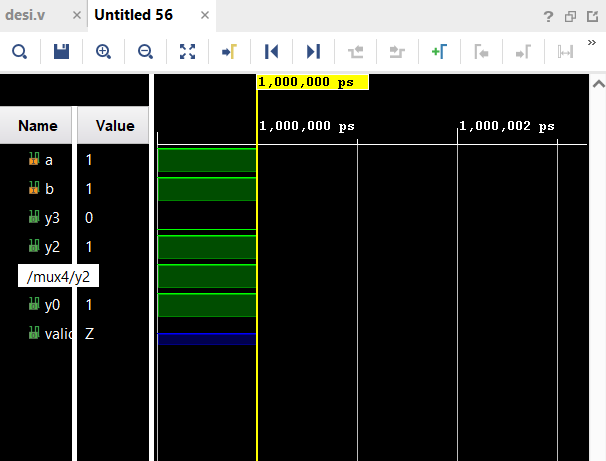 desi.v × Untitled 56 × ? 
»
1,000,000 ps
Name Value
1,000,000 ps 1,000,002 ps
a 1
b 1
y3 0
y2 1
/mux4/y2
y0 1
valid Z